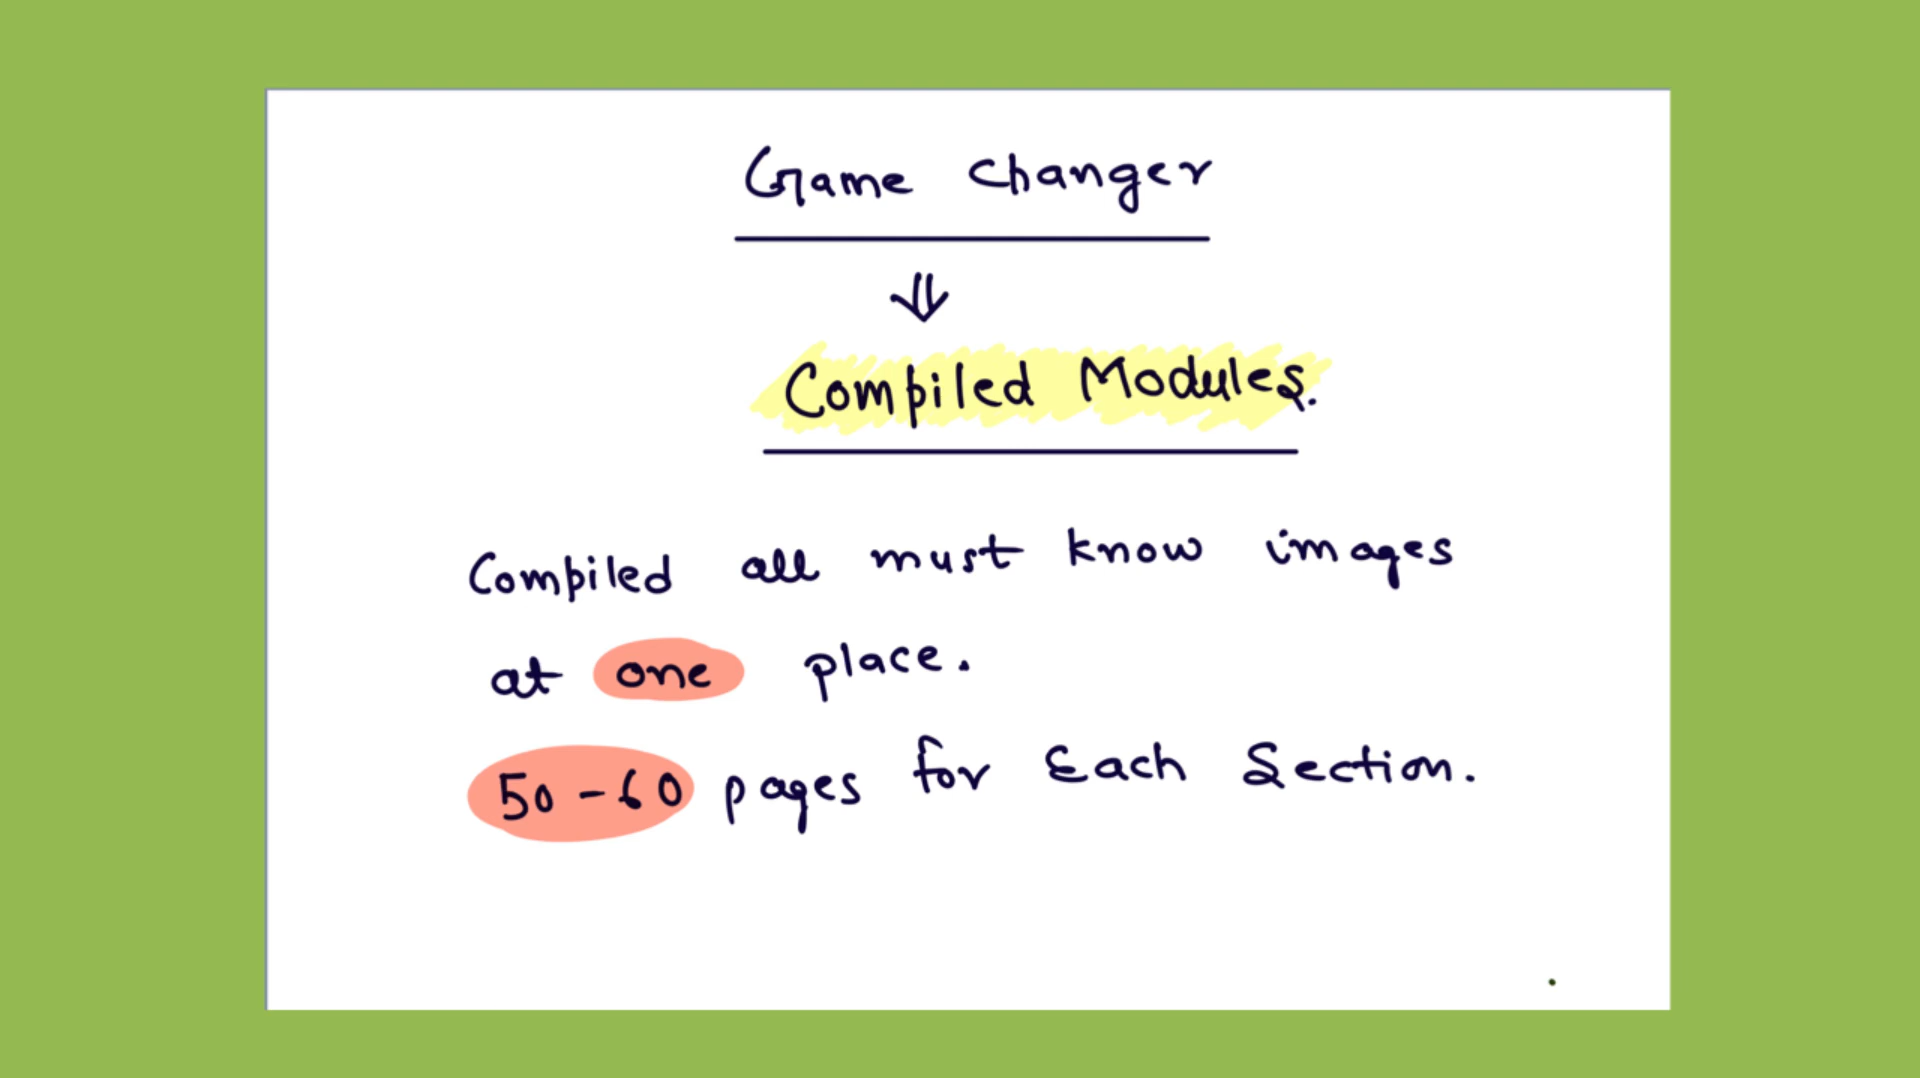 Game Changer
⇓
Compiled Modules.
Compiled all must know images
at one place.
50-60 pages for Each Section.